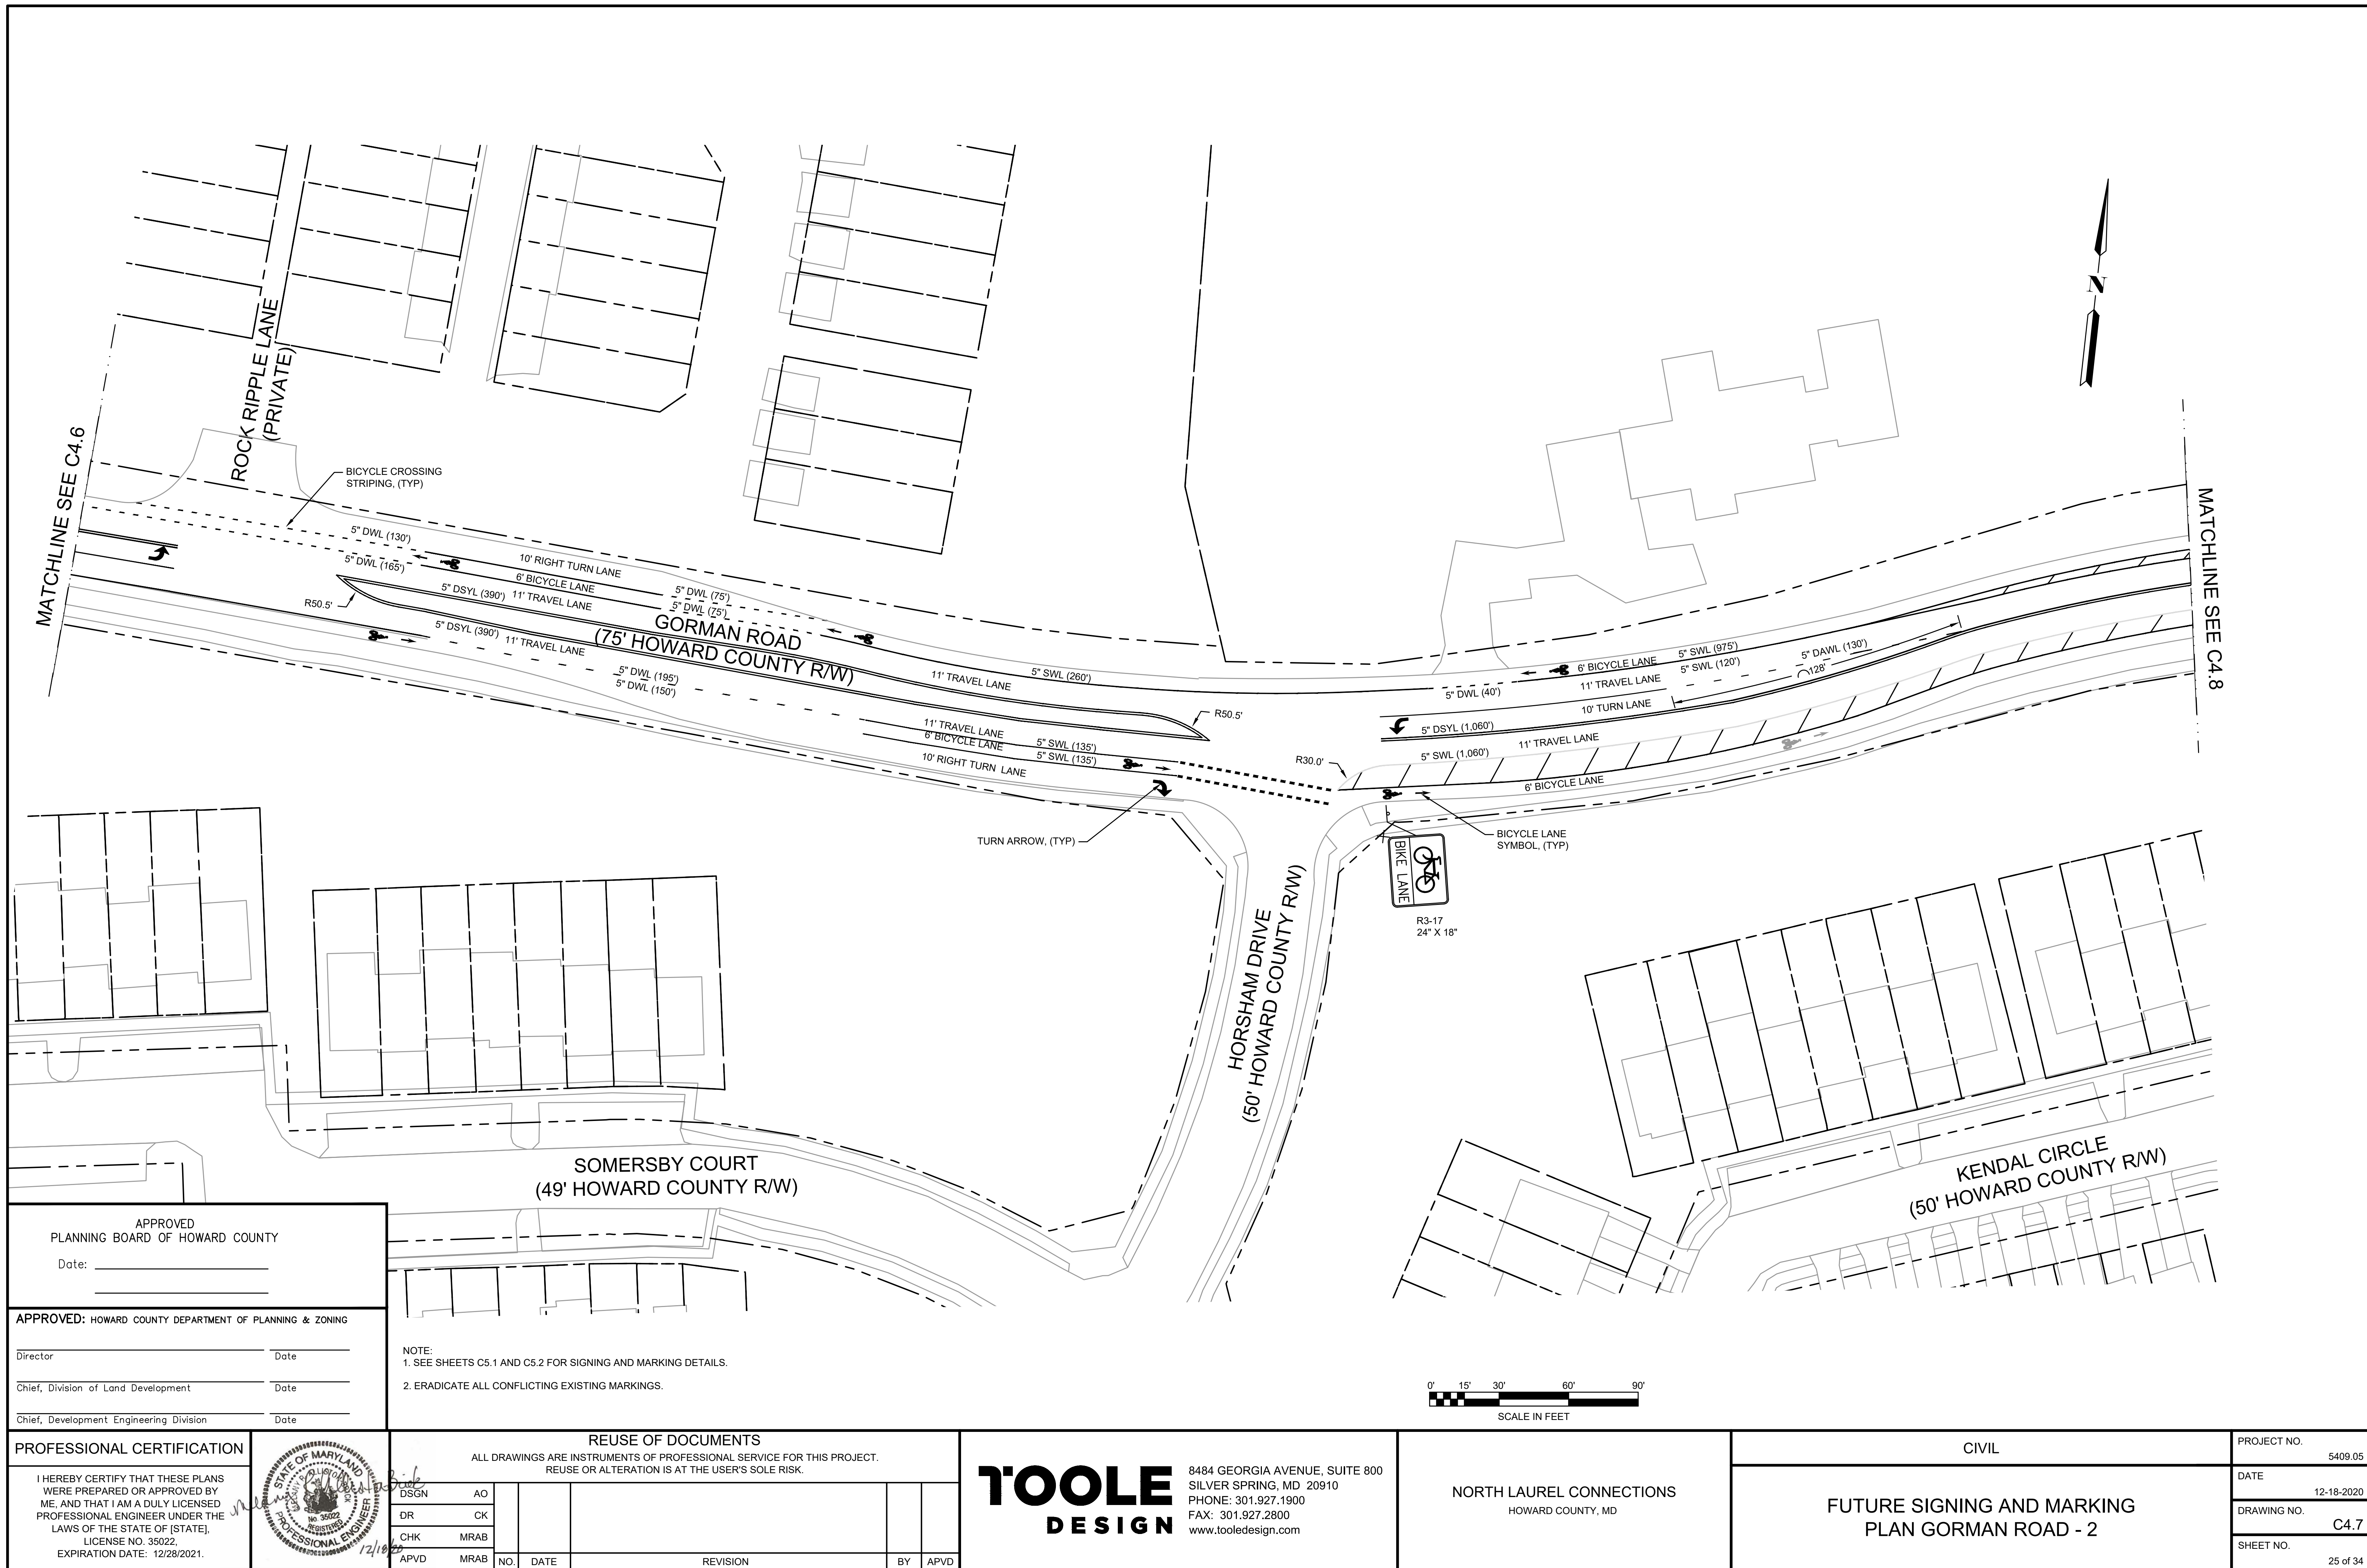 MATCHLINE SEE C4.6
ROCK RIPPLE LANE
(PRIVATE)
BICYCLE CROSSING
STRIPING, (TYP)
5" DWL (130')
5" DWL (165')
10' RIGHT TURN LANE
6' BICYCLE LANE
5" DSYL (390')
11' TRAVEL LANE
R50.5'
5" DWL (75')
5" DWL (75')
GORMAN ROAD
(75' HOWARD COUNTY R/W)
5" DSYL (390')
11' TRAVEL LANE
5" DWL (195')
5" DWL (150')
11' TRAVEL LANE
5" SWL (260')
R50.5'
11' TRAVEL LANE
6' BICYCLE LANE
5" SWL (135')
5" SWL (135')
10' RIGHT TURN LANE
TURN ARROW, (TYP)
N
MATCHLINE SEE C4.8
6' BICYCLE LANE
5" SWL (975')
5" SWL (120')
5" DAWL (130')
128'
5" DWL (40')
11' TRAVEL LANE
10' TURN LANE
5" DSYL (1,060')
11' TRAVEL LANE
5" SWL (1,060')
R30.0'
6' BICYCLE LANE
BICYCLE LANE
SYMBOL, (TYP)
BIKE LANE
R3-17
24" X 18"
HORSHAM DRIVE
(50' HOWARD COUNTY R/W)
SOMERSBY COURT
(49' HOWARD COUNTY R/W)
KENDAL CIRCLE
(50' HOWARD COUNTY R/W)
APPROVED
PLANNING BOARD OF HOWARD COUNTY
Date:
APPROVED: HOWARD COUNTY DEPARTMENT OF PLANNING & ZONING
Director Date
Chief, Division of Land Development Date
Chief, Development Engineering Division Date
NOTE:
1. SEE SHEETS C5.1 AND C5.2 FOR SIGNING AND MARKING DETAILS.
2. ERADICATE ALL CONFLICTING EXISTING MARKINGS.
0' 15' 30' 60' 90'
SCALE IN FEET
PROFESSIONAL CERTIFICATION
I HEREBY CERTIFY THAT THESE PLANS
WERE PREPARED OR APPROVED BY
ME, AND THAT I AM A DULY LICENSED
PROFESSIONAL ENGINEER UNDER THE
LAWS OF THE STATE OF [STATE],
LICENSE NO. 35022,
EXPIRATION DATE: 12/28/2021.
STATE OF MARYLAND
No. 35022
REGISTERED
PROFESSIONAL ENGINEER
12/18/20
REUSE OF DOCUMENTS
ALL DRAWINGS ARE INSTRUMENTS OF PROFESSIONAL SERVICE FOR THIS PROJECT.
REUSE OR ALTERATION IS AT THE USER'S SOLE RISK.
DSGN AO
DR CK
CHK MRAB
APVD MRAB
NO. DATE REVISION BY APVD
TOOLE
DESIGN
8484 GEORGIA AVENUE, SUITE 800
SILVER SPRING, MD 20910
PHONE: 301.927.1900
FAX: 301.927.2800
www.tooledesign.com
NORTH LAUREL CONNECTIONS
HOWARD COUNTY, MD
CIVIL
FUTURE SIGNING AND MARKING
PLAN GORMAN ROAD - 2
PROJECT NO.
5409.05
DATE
12-18-2020
DRAWING NO.
C4.7
SHEET NO.
25 of 34